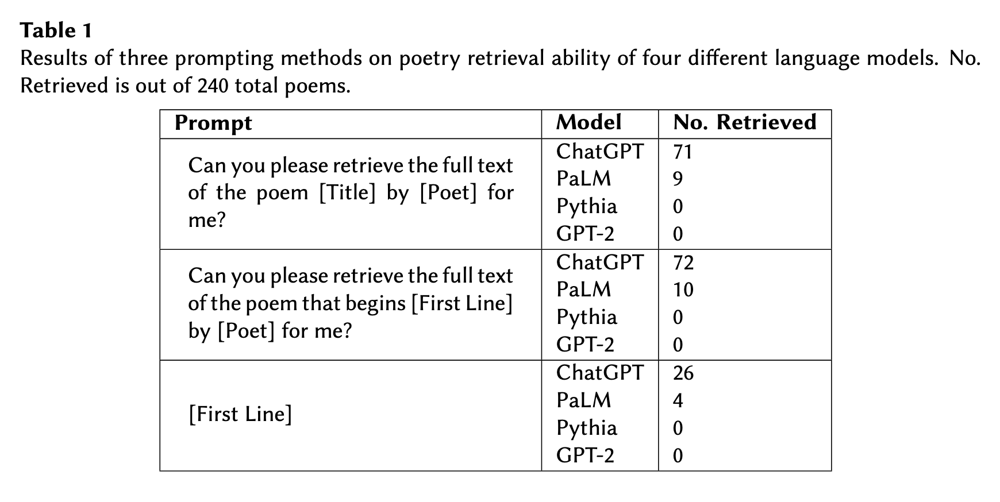 Table 1
Results of three prompting methods on poetry retrieval ability of four different language models. No.
Retrieved is out of 240 total poems.
Prompt Model No. Retrieved
Can you please retrieve the full text
of the poem [Title] by [Poet] for
me?
ChatGPT 71
PaLM 9
Pythia 0
GPT-2 0
Can you please retrieve the full text
of the poem that begins [First Line]
by [Poet] for me?
ChatGPT 72
PaLM 10
Pythia 0
GPT-2 0
[First Line]
ChatGPT 26
PaLM 4
Pythia 0
GPT-2 0